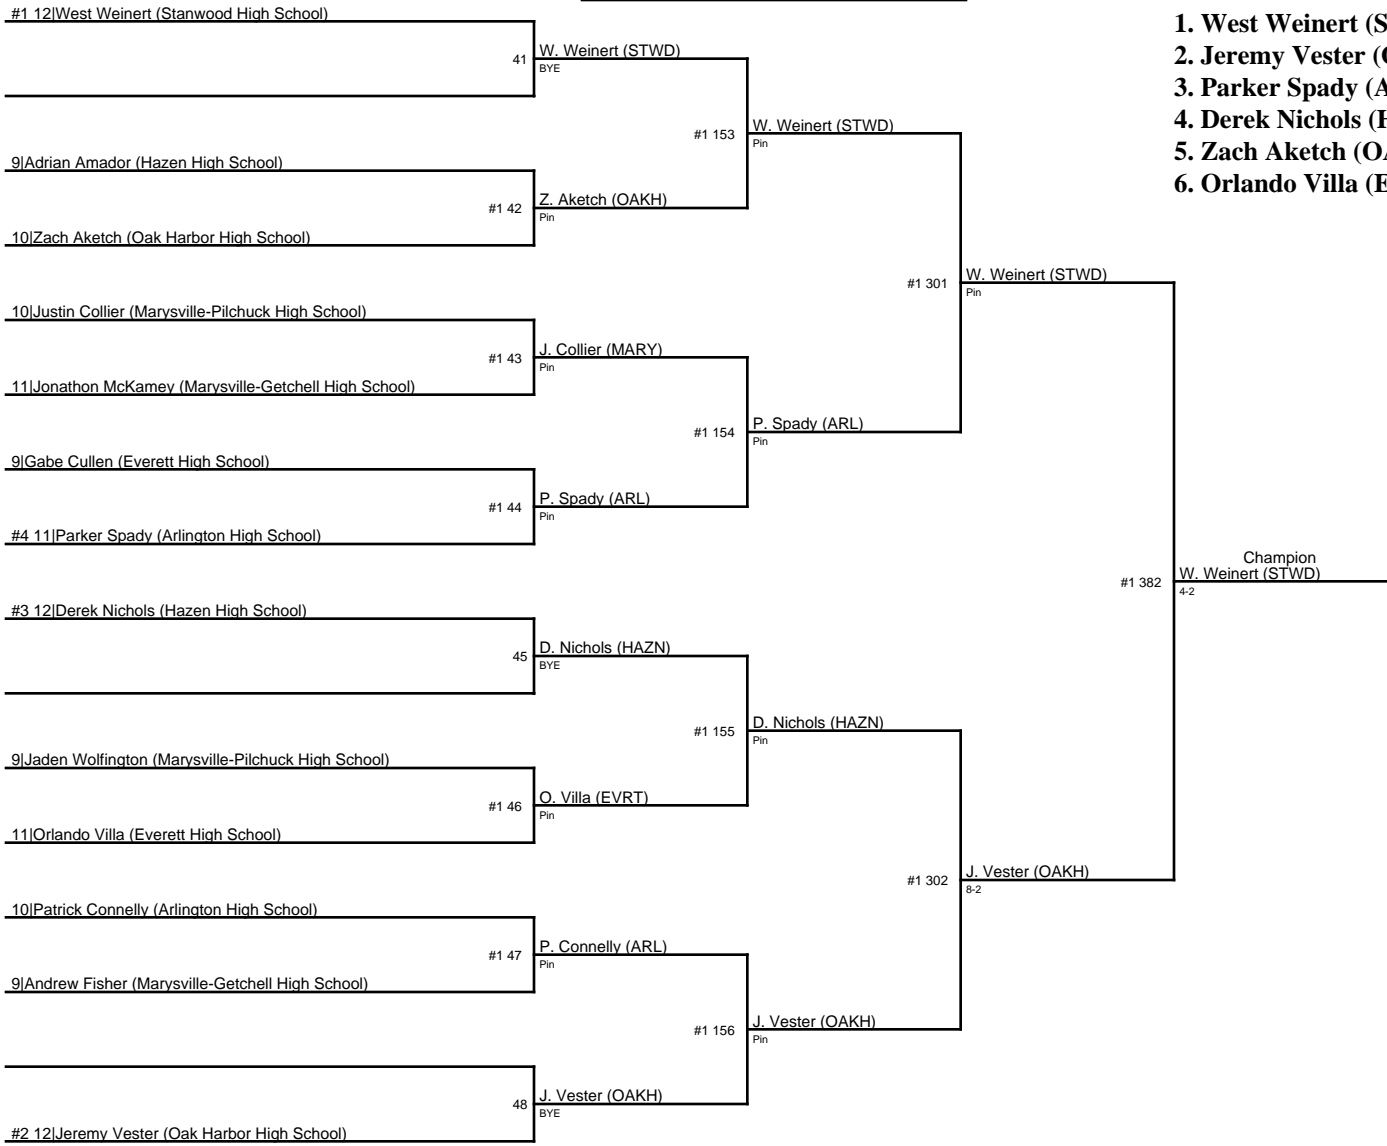 #1 12|West Weinert (Stanwood High School)
41
W. Weinert (STWD)
BYE
#1 153
W. Weinert (STWD)
Pin
9|Adrian Amador (Hazen High School)
#1 42
Z. Aketch (OAKH)
Pin
10|Zach Aketch (Oak Harbor High School)
#1 301
W. Weinert (STWD)
Pin
10|Justin Collier (Marysville-Pilchuck High School)
#1 43
J. Collier (MARY)
Pin
11|Jonathon McKamey (Marysville-Getchell High School)
#1 154
P. Spady (ARL)
Pin
9|Gabe Cullen (Everett High School)
#1 44
P. Spady (ARL)
Pin
#4 11|Parker Spady (Arlington High School)
#1 382
Champion
W. Weinert (STWD)
4-2
#3 12|Derek Nichols (Hazen High School)
45
D. Nichols (HAZN)
BYE
#1 155
D. Nichols (HAZN)
Pin
9|Jaden Wolfington (Marysville-Pilchuck High School)
#1 46
O. Villa (EVRT)
Pin
11|Orlando Villa (Everett High School)
#1 302
J. Vester (OAKH)
8-2
10|Patrick Connelly (Arlington High School)
#1 47
P. Connelly (ARL)
Pin
9|Andrew Fisher (Marysville-Getchell High School)
#1 156
J. Vester (OAKH)
Pin
48
J. Vester (OAKH)
BYE
#2 12|Jeremy Vester (Oak Harbor High School)
1. West Weinert (S
2. Jeremy Vester (
3. Parker Spady (A
4. Derek Nichols (
5. Zach Aketch (OA
6. Orlando Villa (E